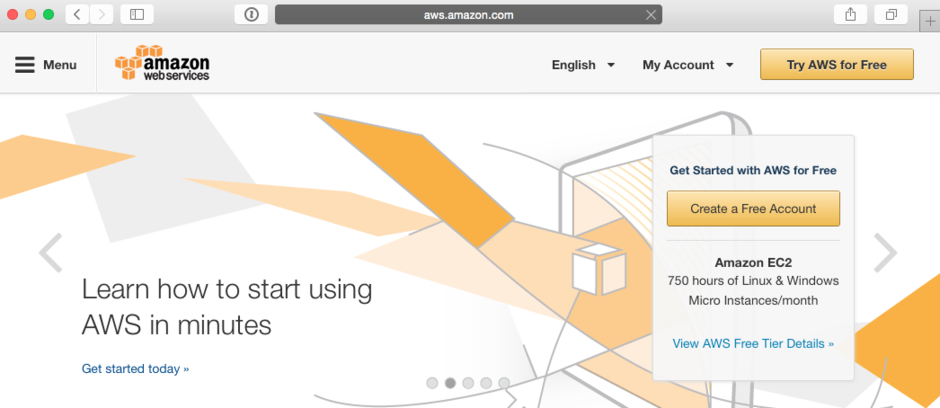 aws.amazon.com
Menu
amazon
webservices
English
My Account
Try AWS for Free
Get Started with AWS for Free
Create a Free Account
Amazon EC2
750 hours of Linux & Windows
Micro Instances/month
View AWS Free Tier Details »
Learn how to start using
AWS in minutes
Get started today »